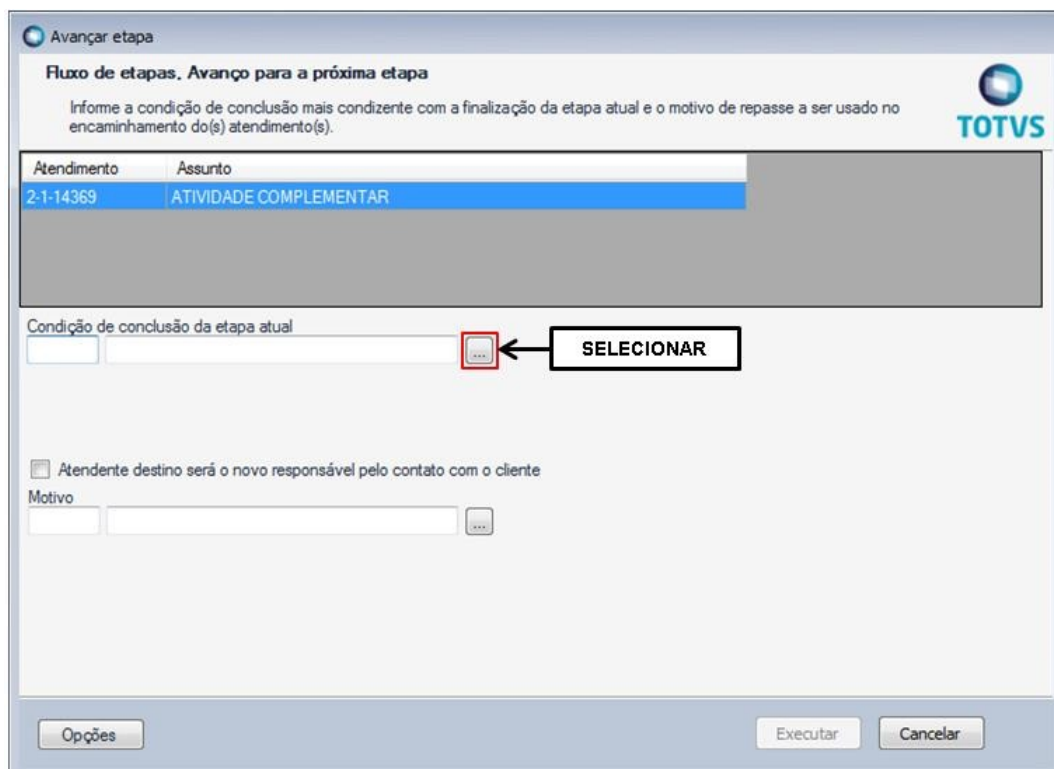 Avançar etapa
Fluxo de etapas, Avanço para a próxima etapa
Informe a condição de conclusão mais condizente com a finalização da etapa atual e o motivo de repasse a ser usado no
encaminhamento do(s) atendimento(s).
TOTVS
Atendimento Assunto
2-1-14369 ATIVIDADE COMPLEMENTAR
Condição de conclusão da etapa atual
... SELECIONAR
Atendente destino será o novo responsável pelo contato com o cliente
Motivo
...
Opções Executar Cancelar